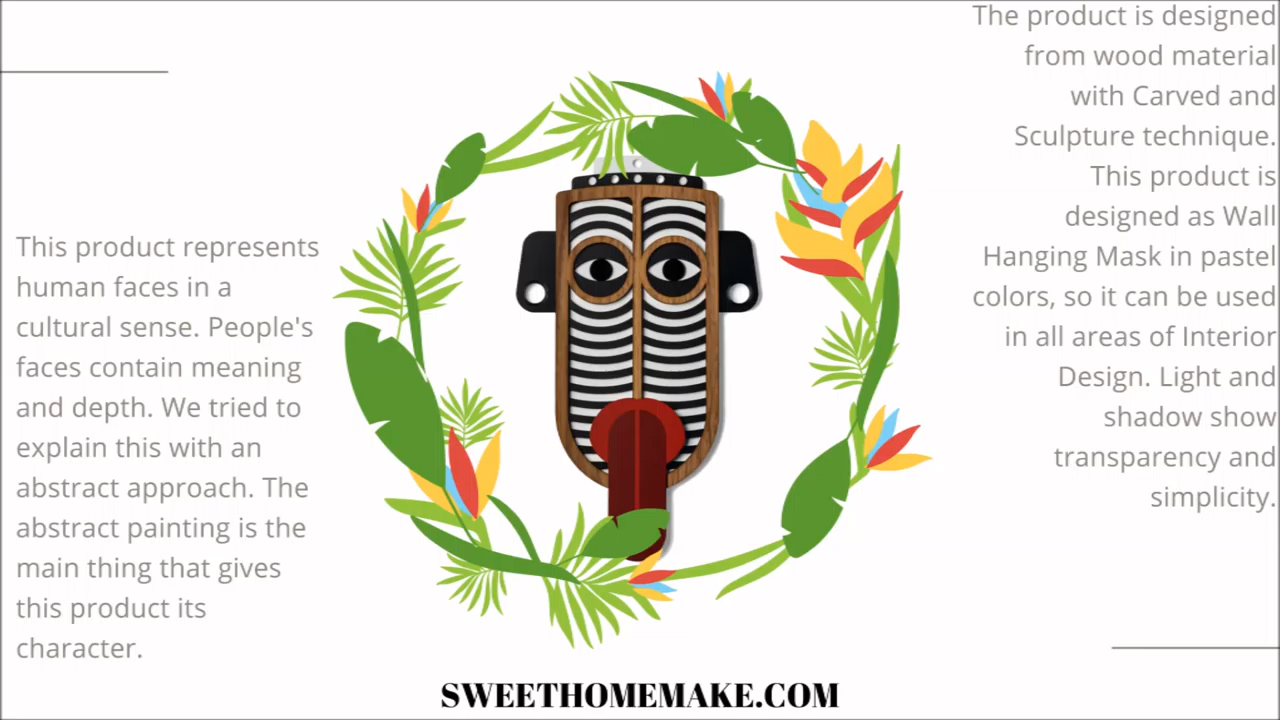 This product represents
human faces in a
cultural sense. People's
faces contain meaning
and depth. We tried to
explain this with an
abstract approach. The
abstract painting is the
main thing that gives
this product its
character.
The product is designed
from wood material
with Carved and
Sculpture technique.
This product is
designed as Wall
Hanging Mask in pastel
colors, so it can be used
in all areas of Interior
Design. Light and
shadow show
transparency and
simplicity.
SWEETHOMEMAKE.COM